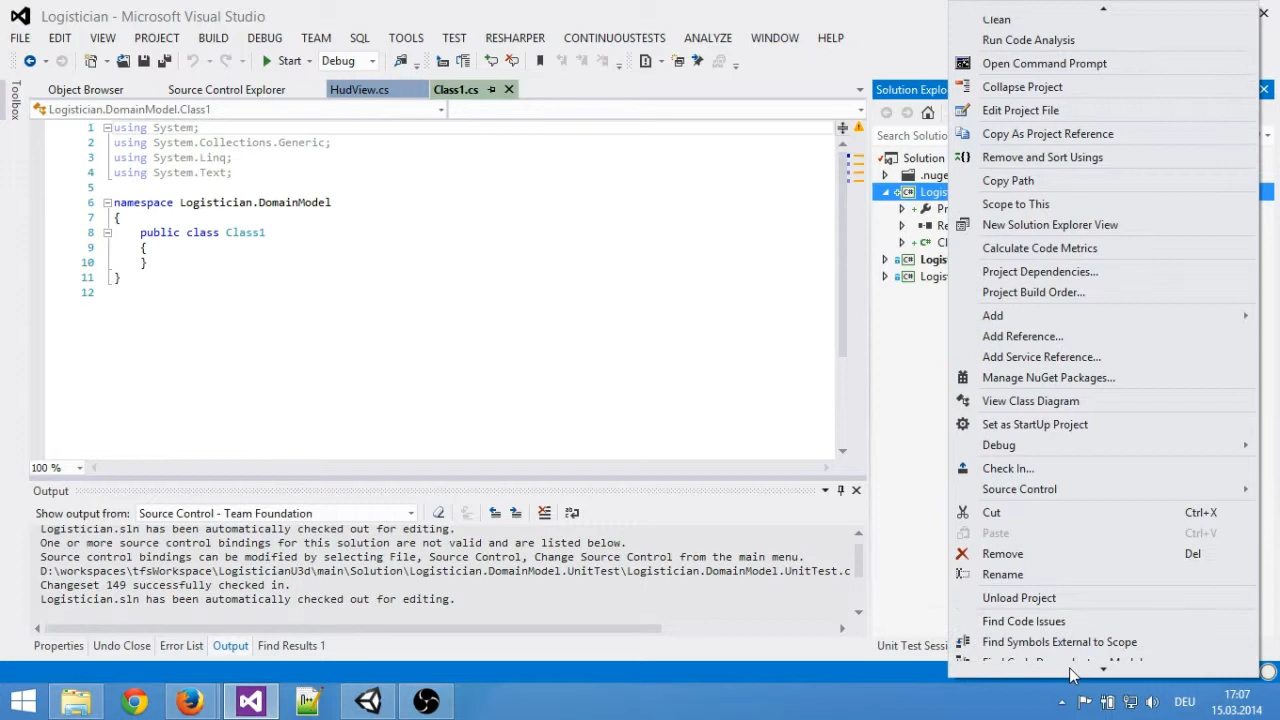 Logistician - Microsoft Visual Studio
FILE EDIT VIEW PROJECT BUILD DEBUG TEAM SQL TOOLS TEST RESHARPER CONTINUOUSTESTS ANALYZE WINDOW HELP
Start Debug
Toolbox
Object Browser Source Control Explorer HudView.cs Class1.cs
Logistician.DomainModel.Class1
1 using System;
2 using System.Collections.Generic;
3 using System.Linq;
4 using System.Text;
5
6 namespace Logistician.DomainModel
7 {
8 public class Class1
9 {
10 }
11 }
12
100 %
Output
Show output from: Source Control - Team Foundation
Logistician.sln has been automatically checked out for editing.
One or more source control bindings for this solution are not valid and are listed below.
Source control bindings can be modified by selecting File, Source Control, Change Source Control from the main menu.
D:\workspaces\tfsWorkspace\LogisticianU3d\main\Solution\Logistician.DomainModel.UnitTest\Logistician.DomainModel.UnitTest.c
Changeset 149 successfully checked in.
Logistician.sln has been automatically checked out for editing.
Properties Undo Close Error List Output Find Results 1
Solution Explo
Search Solutio
Solution
.nuge
Logist
Pr
Re
Cl
Logist
Logist
Unit Test Sess
Clean
Run Code Analysis
Open Command Prompt
Collapse Project
Edit Project File
Copy As Project Reference
Remove and Sort Usings
Copy Path
Scope to This
New Solution Explorer View
Calculate Code Metrics
Project Dependencies...
Project Build Order...
Add
Add Reference...
Add Service Reference...
Manage NuGet Packages...
View Class Diagram
Set as StartUp Project
Debug
Check In...
Source Control
Cut Ctrl+X
Paste Ctrl+V
Remove Del
Rename
Unload Project
Find Code Issues
Find Symbols External to Scope
DEU
17:07
15.03.2014